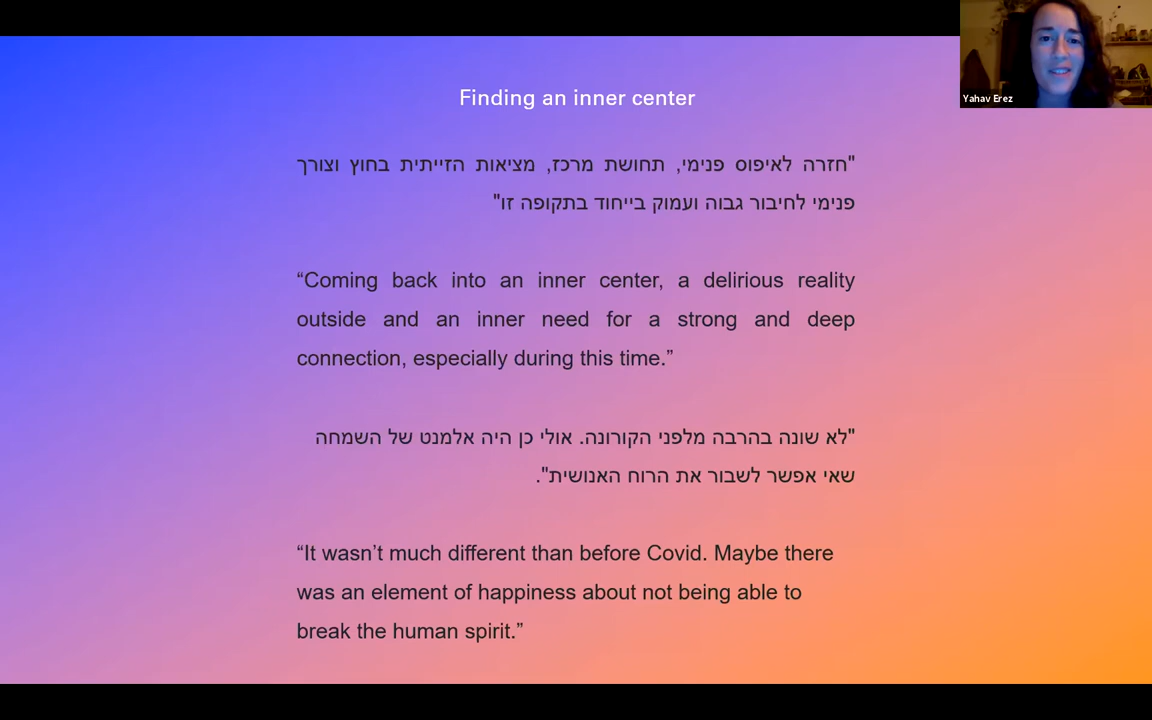 Finding an inner center
Yahav Erez
"חזרה לאיפוס פנימי, תחושת מרכז, מציאות הזייתית בחוץ וצורך
פנימי לחיבור גבוה ועמוק בייחוד בתקופה זו"
“Coming back into an inner center, a delirious reality
outside and an inner need for a strong and deep
connection, especially during this time.”
"לא שונה בהרבה מלפני הקורונה. אולי כן היה אלמנט של השמחה
שאי אפשר לשבור את הרוח האנושית".
“It wasn’t much different than before Covid. Maybe there
was an element of happiness about not being able to
break the human spirit.”